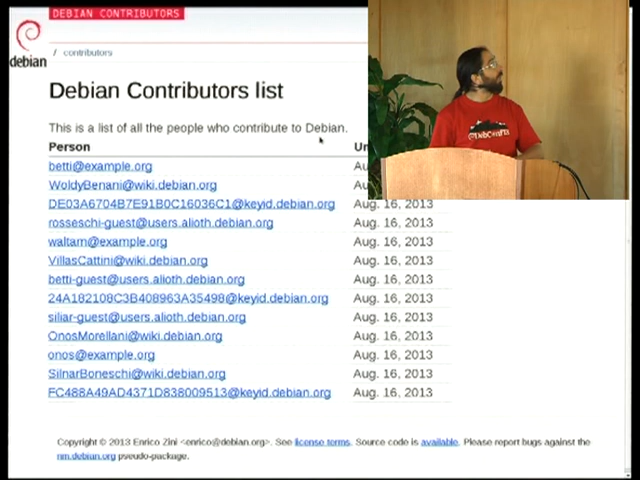 DEBIAN CONTRIBUTORS
debian
/ contributors
Debian Contributors list
This is a list of all the people who contribute to Debian.
Person
betti@example.org
WoldyBenani@wiki.debian.org
DE03A6704B7E91B0C16036C1@keyid.debian.org Aug. 16, 2013
rosseschi-guest@users.alioth.debian.org Aug. 16, 2013
waltam@example.org Aug. 16, 2013
VillasCattini@wiki.debian.org Aug. 16, 2013
betti-guest@users.alioth.debian.org Aug. 16, 2013
24A182108C3B408963A35498@keyid.debian.org Aug. 16, 2013
siliar-guest@users.alioth.debian.org Aug. 16, 2013
OnosMorellani@wiki.debian.org Aug. 16, 2013
onos@example.org Aug. 16, 2013
SilnarBoneschi@wiki.debian.org Aug. 16, 2013
FC488A49AD4371D838009513@keyid.debian.org Aug. 16, 2013
Copyright © 2013 Enrico Zini <enrico@debian.org>. See license terms. Source code is available. Please report bugs against the
nm.debian.org pseudo-package.